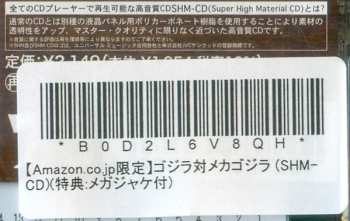 全てのCDプレーヤーで再生可能な高音質CDSHM-CD(Super High Material CD)とは?
通常のCDとは別種の液晶パネル用ポリカーボネート樹脂を使用することにより素材の
透明性をアップ、マスター・クオリティに限りなく近づいた高音質CDです。
定価:¥2,149
*B0D2L6V8QH*
【Amazon.co.jp限定】ゴジラ対メカゴジラ (SHM-
CD)(特典:メガジャケ付)